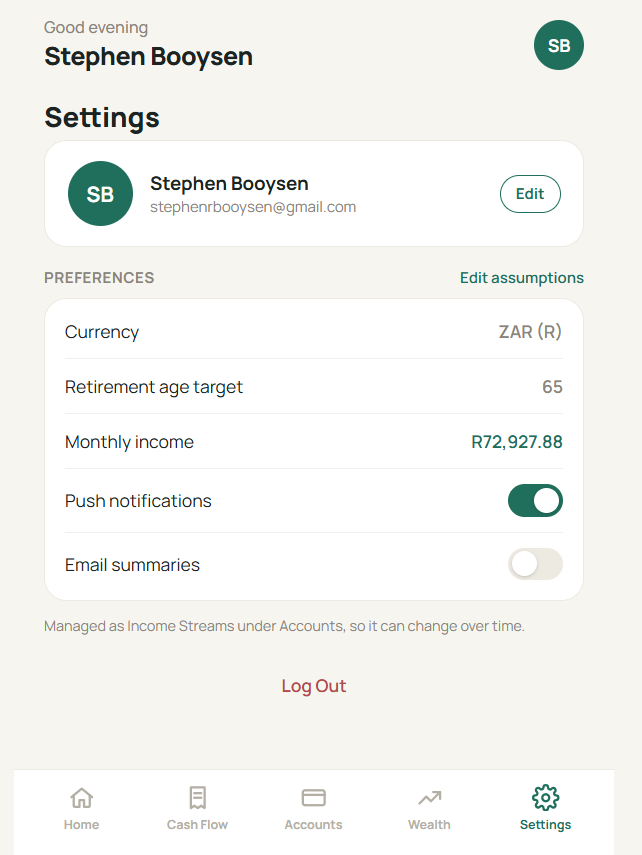 Good evening
Stephen Booysen
SB
Settings
SB
Stephen Booysen
stephenrbooysen@gmail.com
Edit
PREFERENCES
Edit assumptions
Currency
ZAR (R)
Retirement age target
65
Monthly income
R72,927.88
Push notifications
Email summaries
Managed as Income Streams under Accounts, so it can change over time.
Log Out
Home
Cash Flow
Accounts
Wealth
Settings